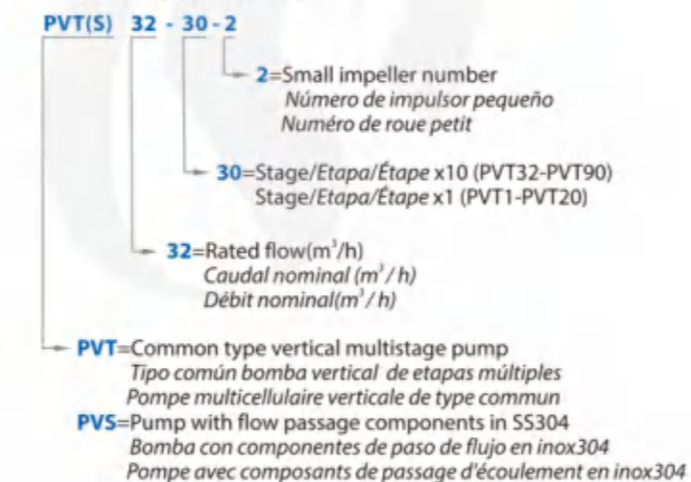 PVT(S) 32 - 30 - 2
2=Small impeller number
Número de impulsor pequeño
Numéro de roue petit
30=Stage/Etapa/Étape x10 (PVT32-PVT90)
Stage/Etapa/Étape x1 (PVT1-PVT20)
32=Rated flow(m³/h)
Caudal nominal (m³/h)
Débit nominal(m³/h)
PVT=Common type vertical multistage pump
Tipo común bomba vertical de etapas múltiples
Pompe multicellulaire verticale de type commun
PVS=Pump with flow passage components in SS304
Bomba con componentes de paso de flujo en inox304
Pompe avec composants de passage d'écoulement en inox304